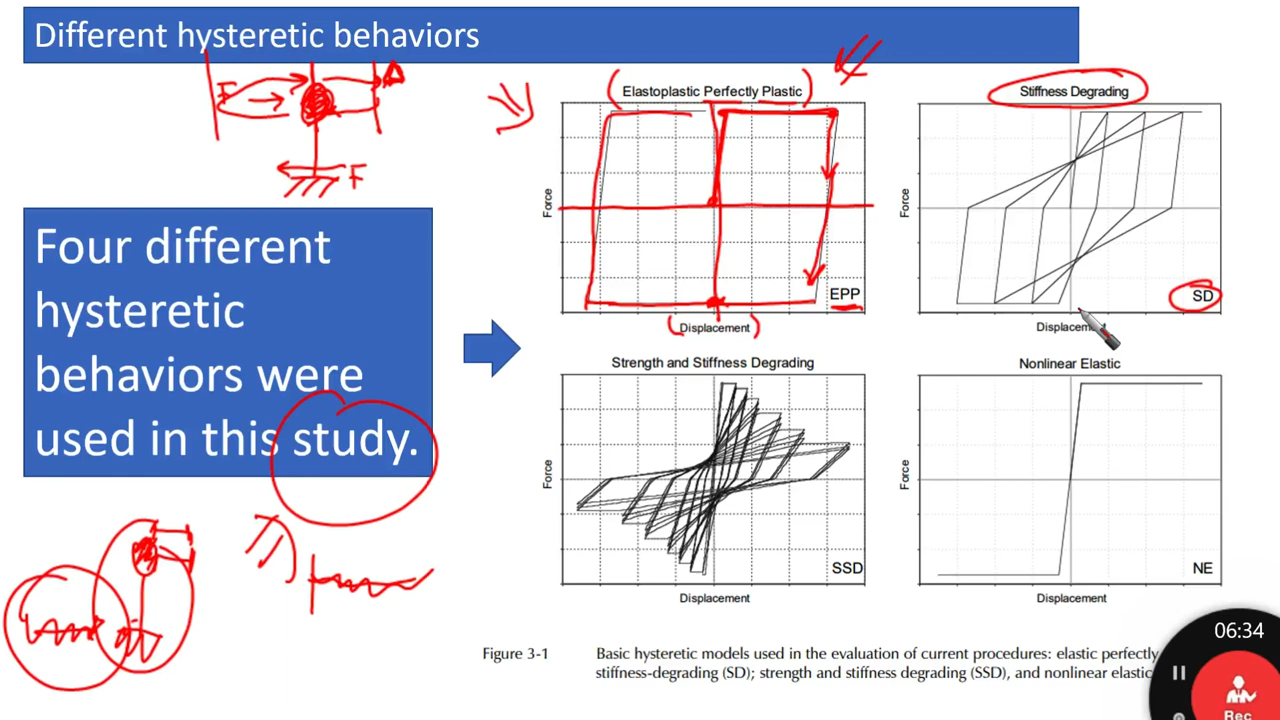 Different hysteretic behaviors
F
Δ
F
Four different
hysteretic
behaviors were
used in this study.
Elastoplastic Perfectly Plastic
Force
EPP
Displacement
Stiffness Degrading
Force
SD
Displacemen
Strength and Stiffness Degrading
Force
SSD
Displacement
Nonlinear Elastic
Force
NE
Displacement
Figure 3-1 Basic hysteretic models used in the evaluation of current procedures: elastic perfectly
stiffness-degrading (SD); strength and stiffness degrading (SSD), and nonlinear elastic
06:34
Rec